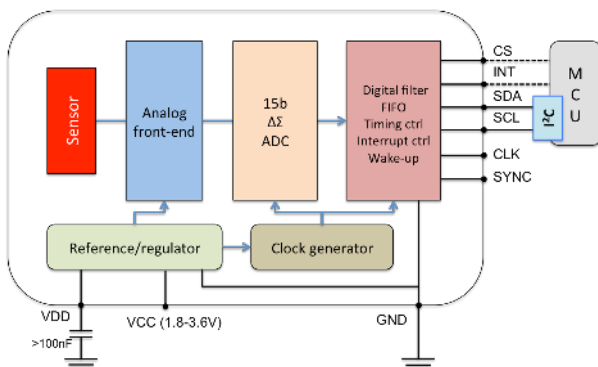 CS
INT
SDA
SCL
CLK
SYNC
MCU
I²C
Sensor
Analog
front-end
15b
ΔΣ
ADC
Digital filter
FIFO
Timing ctrl
Interrupt ctrl
Wake-up
Reference/regulator
Clock generator
VDD
VCC (1.8-3.6V)
GND
>100nF